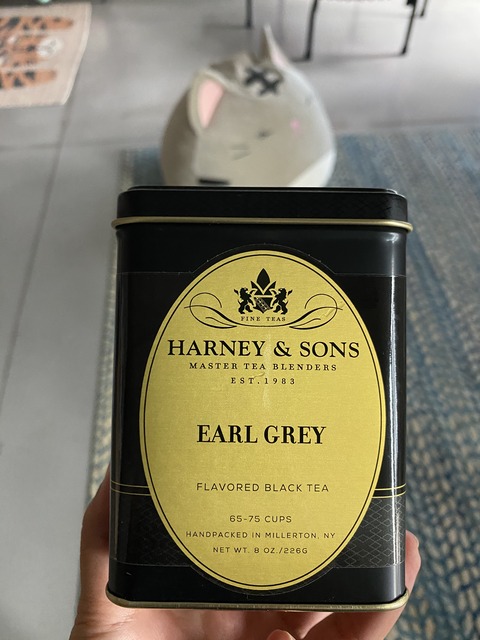 FINE TEAS
HARNEY & SONS
MASTER TEA BLENDERS
EST. 1983
EARL GREY
FLAVORED BLACK TEA
65-75 CUPS
HANDPACKED IN MILLERTON, NY
NET WT. 8 OZ./226G